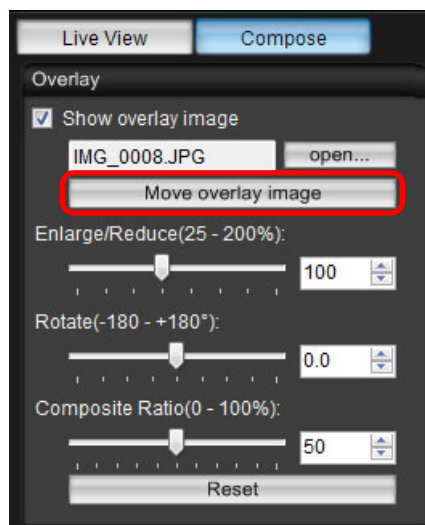 Live View Compose
Overlay
Show overlay image
IMG_0008.JPG open...
Move overlay image
Enlarge/Reduce(25 - 200%):
100
Rotate(-180 - +180°):
0.0
Composite Ratio(0 - 100%):
50
Reset